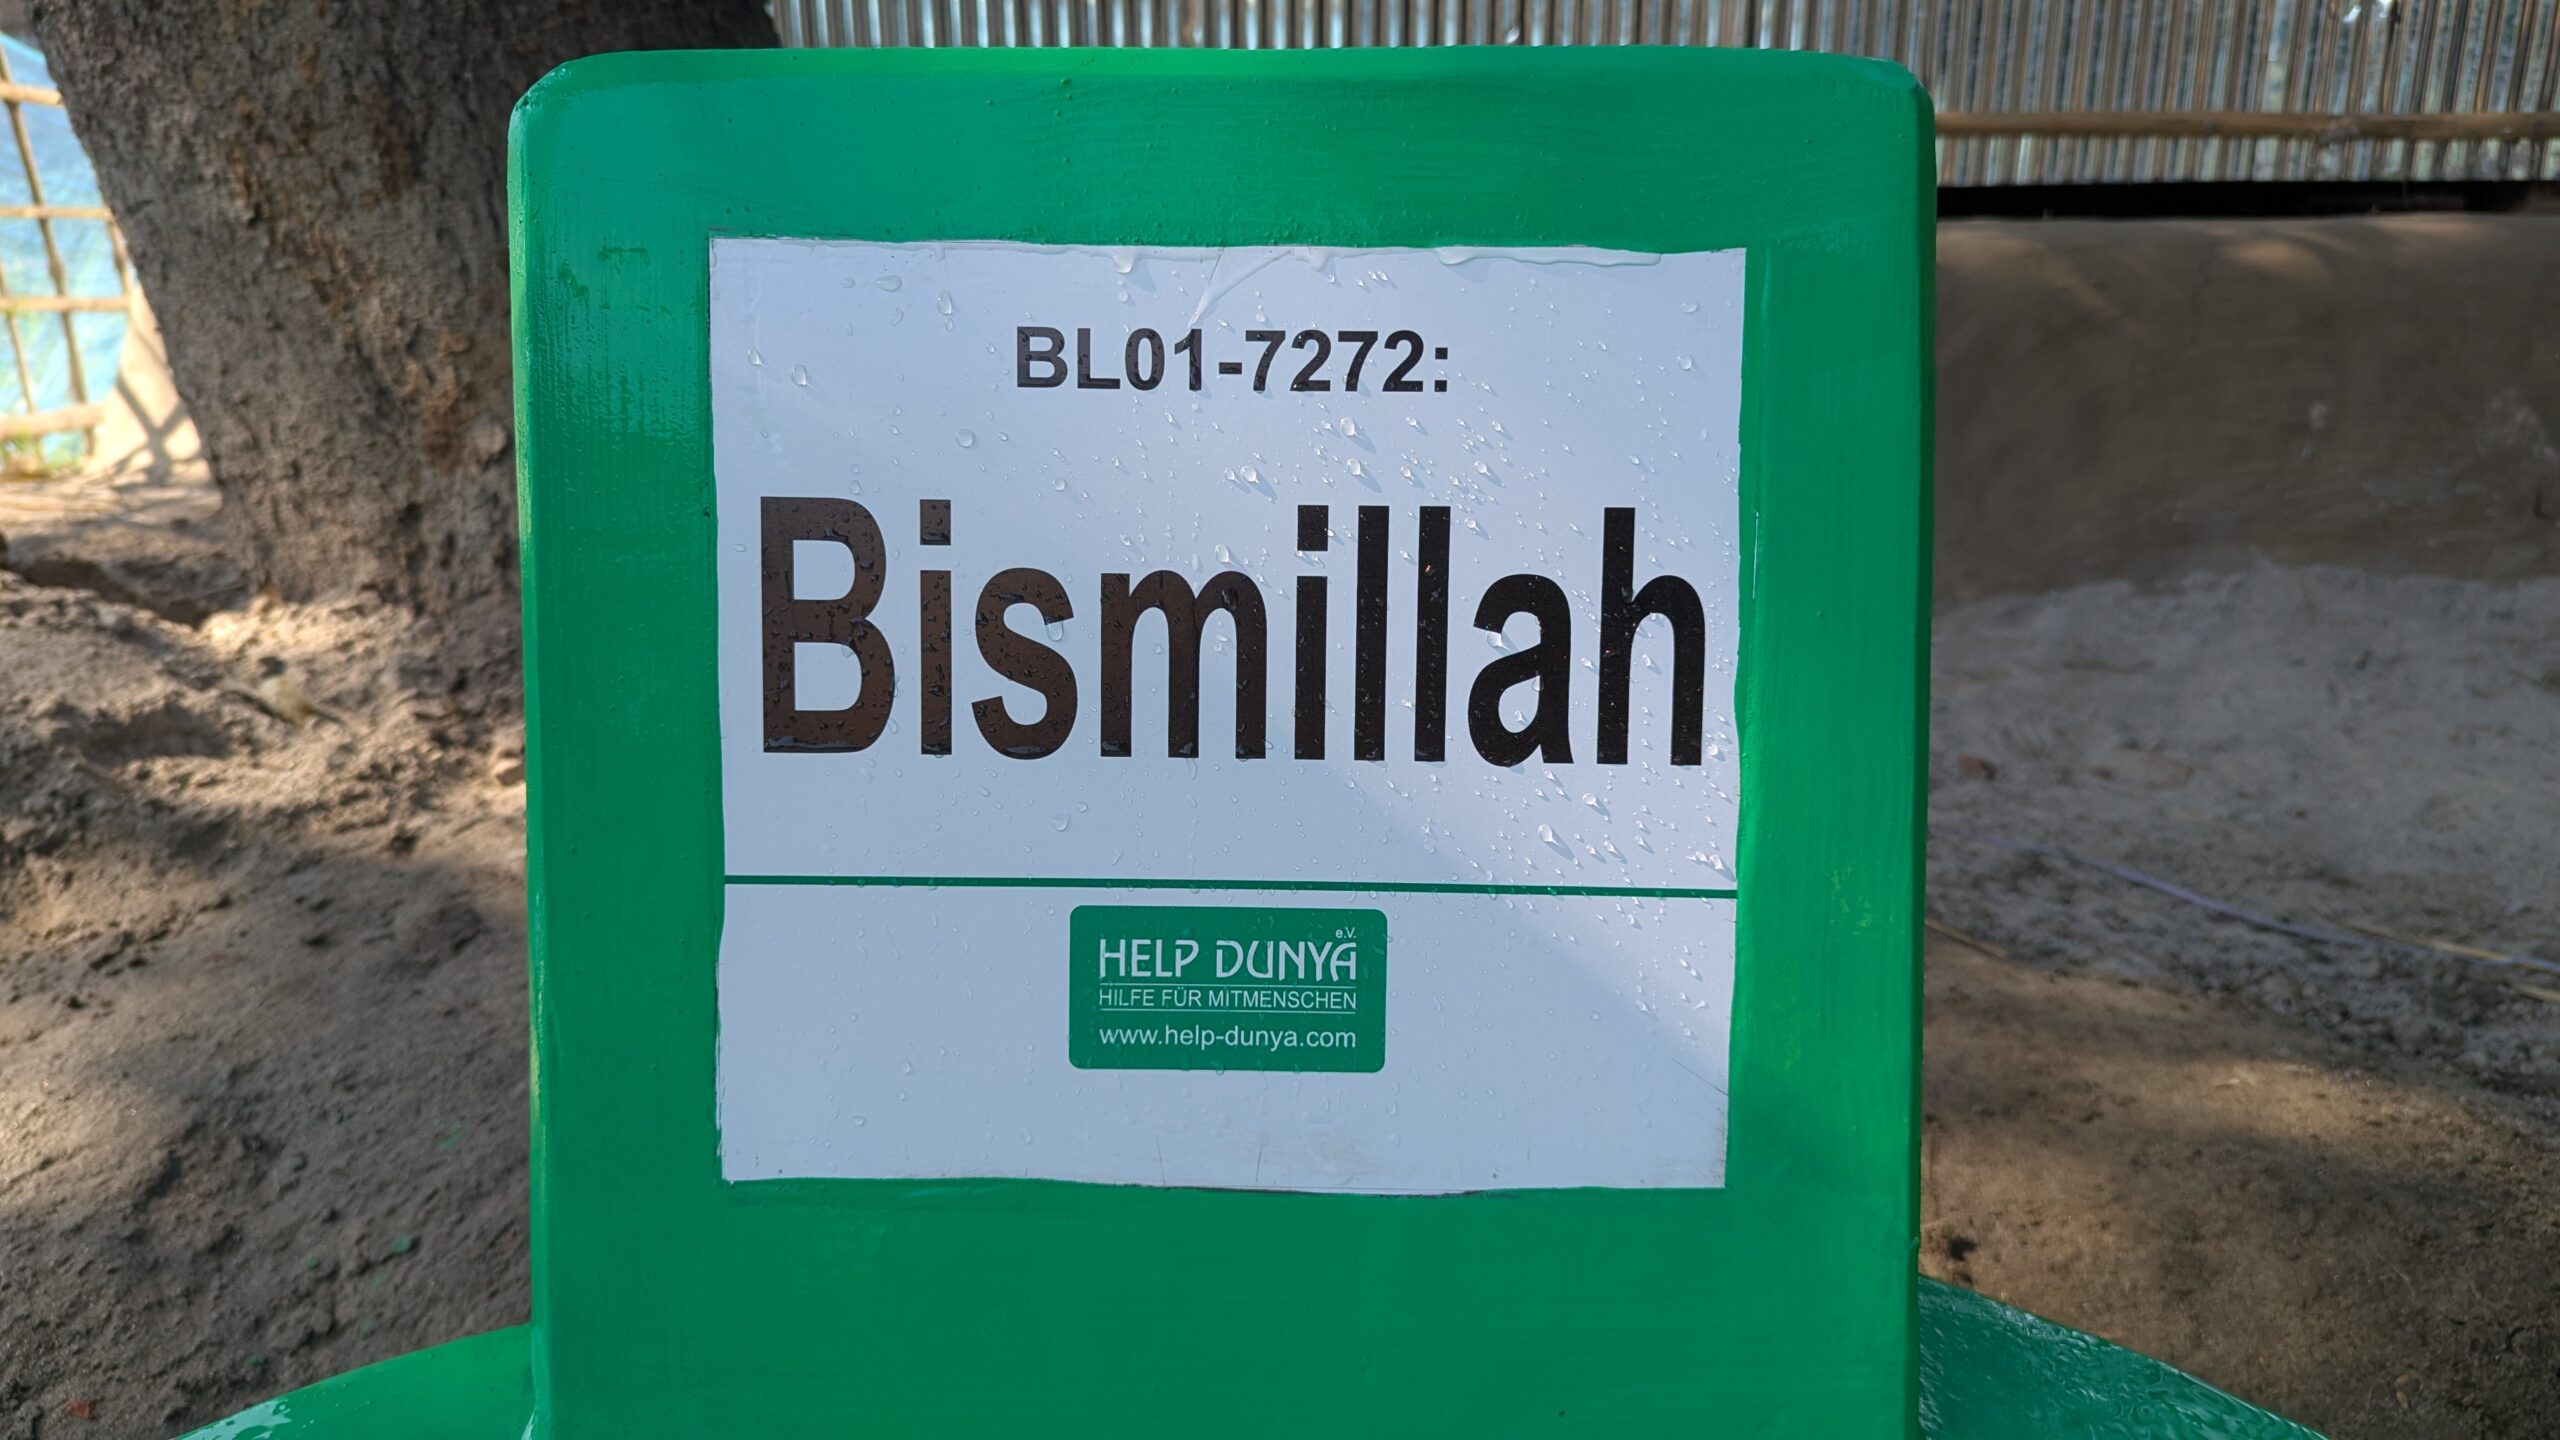 BL01-7272:
Bismillah
HELP DUNYA e.V.
HILFE FÜR MITMENSCHEN
www.help-dunya.com